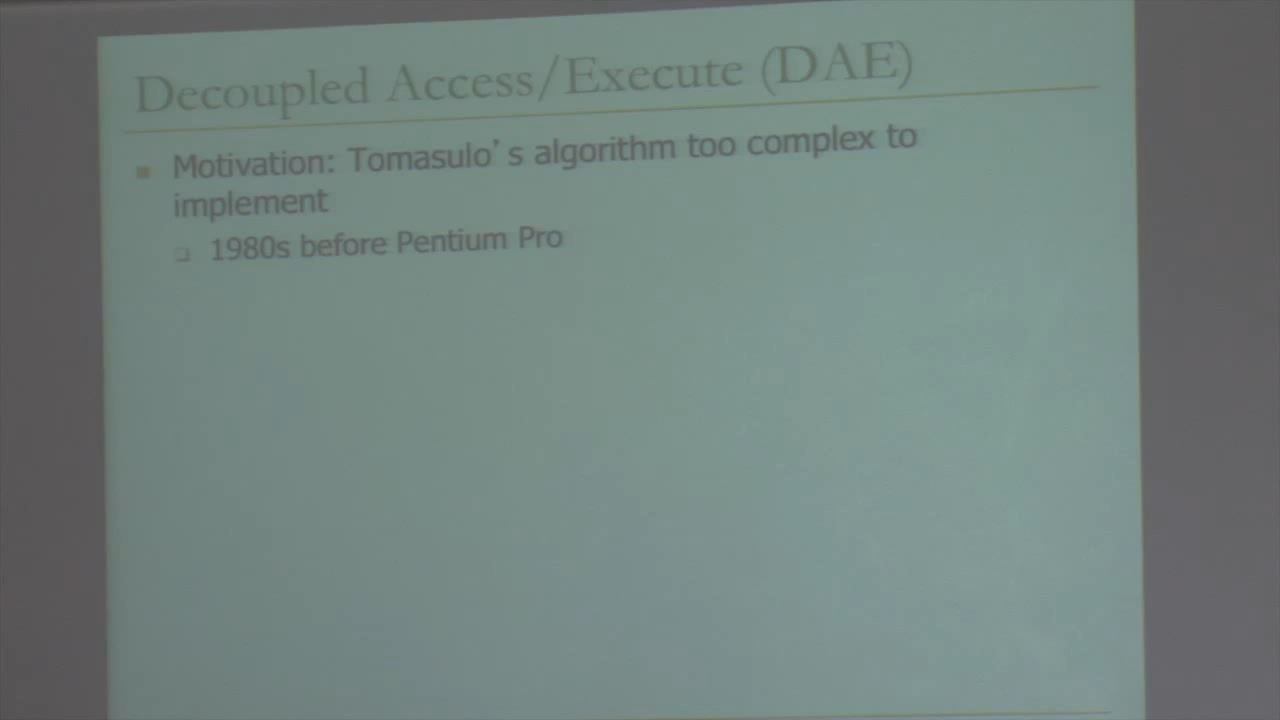 Decoupled Access/Execute (DAE)
Motivation: Tomasulo's algorithm too complex to
implement
1980s before Pentium Pro